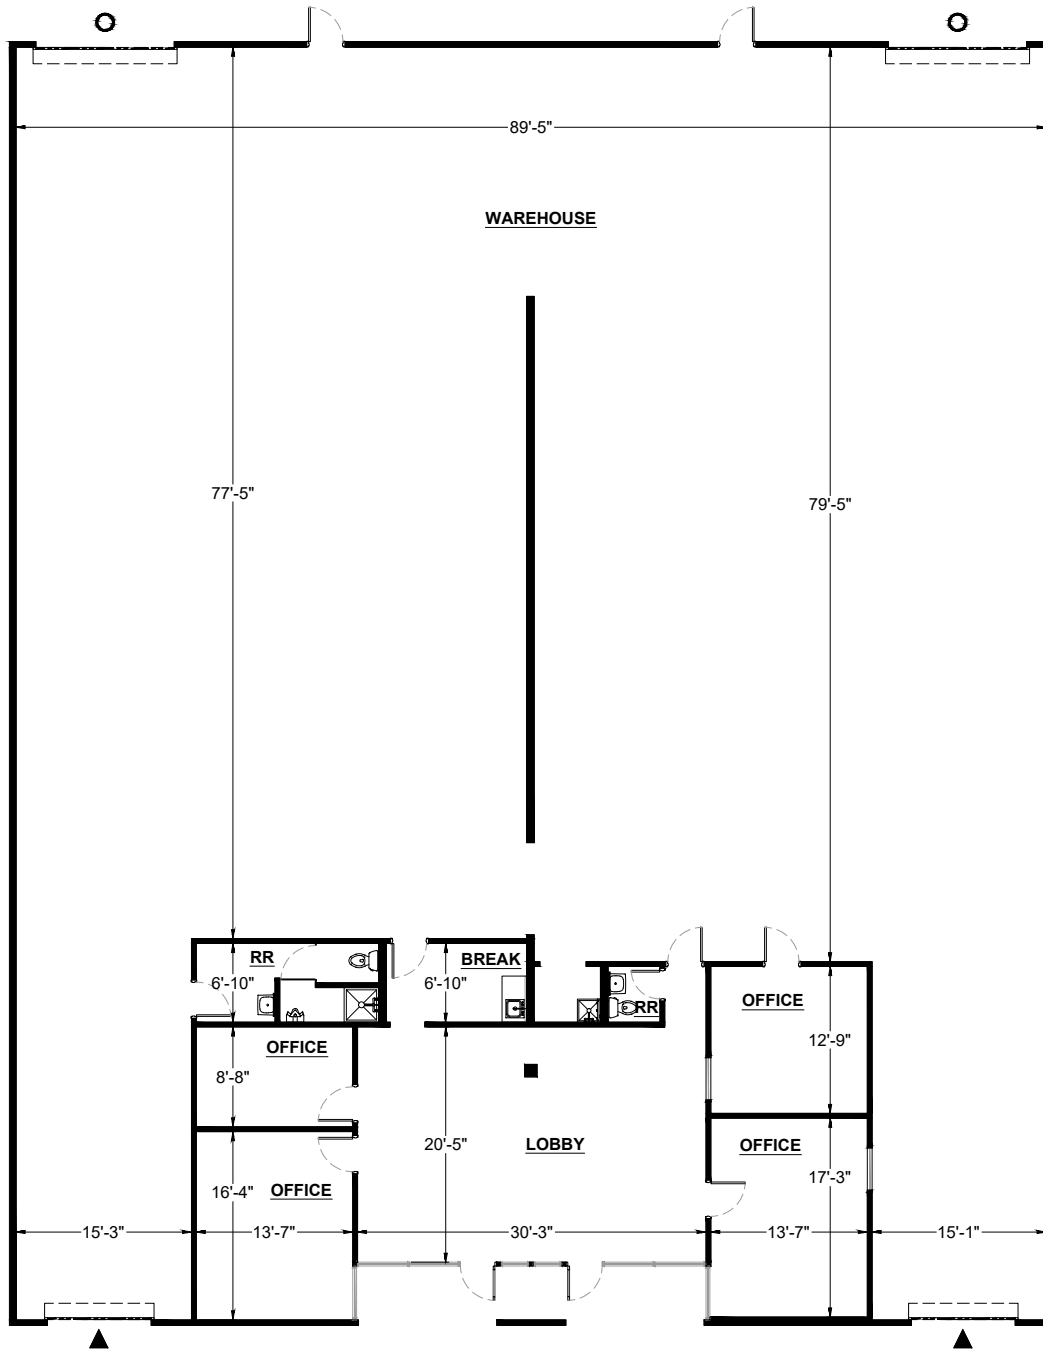 89'-5"
WAREHOUSE
77'-5"
79'-5"
RR
BREAK
6'-10"
6'-10"
OFFICE
RR
OFFICE
12'-9"
8'-8"
20'-5"
LOBBY
OFFICE
17'-3"
16'-4"
OFFICE
15'-3"
13'-7"
30'-3"
13'-7"
15'-1"